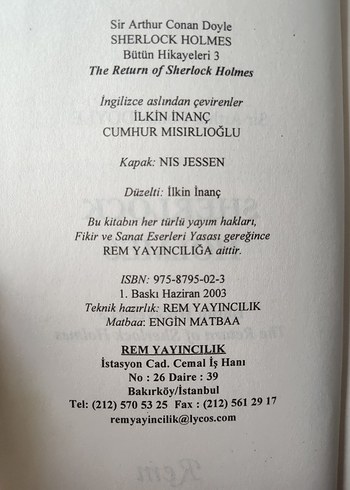 Sir Arthur Conan Doyle
SHERLOCK HOLMES
Bütün Hikayeleri 3
The Return of Sherlock Holmes
İngilizce aslından çevirenler
İLKİN İNANÇ
CUMHUR MISIRLIOĞLU
Kapak: NIS JESSEN
Düzelti: İlkin İnanç
Bu kitabın her türlü yayım hakları,
Fikir ve Sanat Eserleri Yasası gereğince
REM YAYINCILIĞA aittir.
ISBN: 975-8795-02-3
1. Baskı Haziran 2003
Teknik hazırlık: REM YAYINCILIK
Matbaa: ENGİN MATBAA
REM YAYINCILIK
İstasyon Cad. Cemal İş Hanı
No : 26 Daire : 39
Bakırköy/İstanbul
Tel: (212) 570 53 25 Fax : (212) 561 29 17
remyayincilik@lycos.com